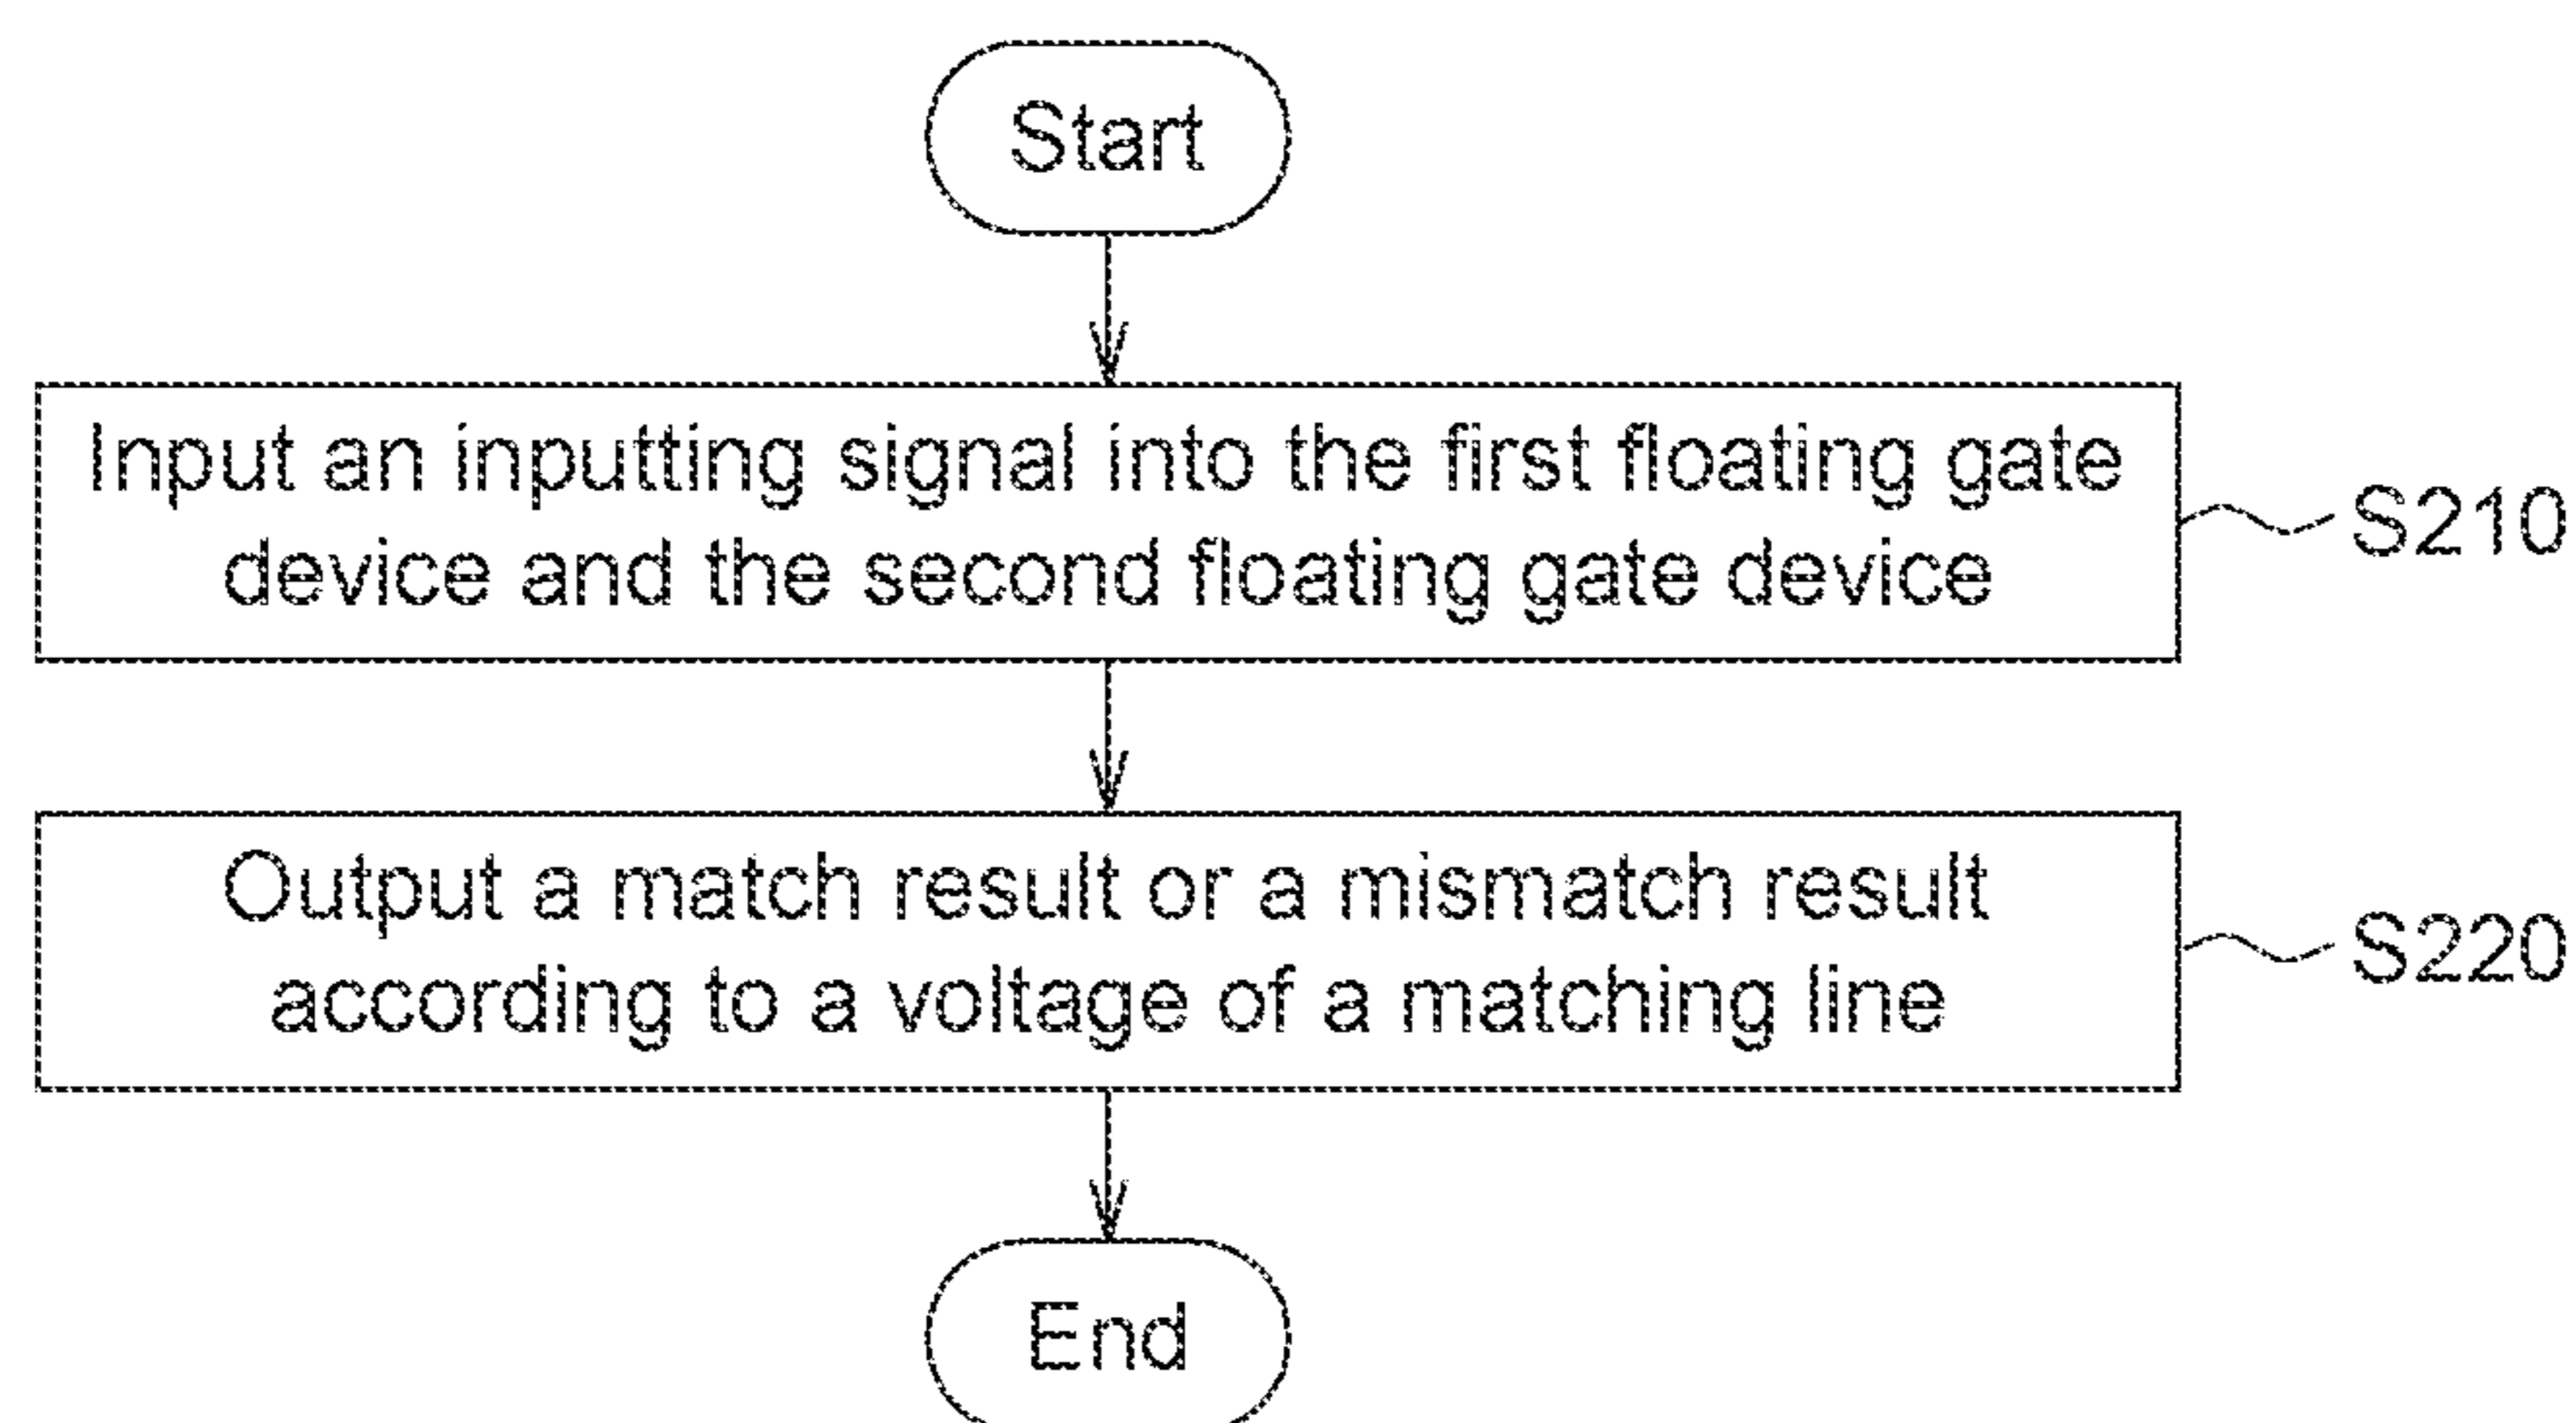 Start
Input an inputting signal into the first floating gate
device and the second floating gate device
S210
Output a match result or a mismatch result
according to a voltage of a matching line
S220
End